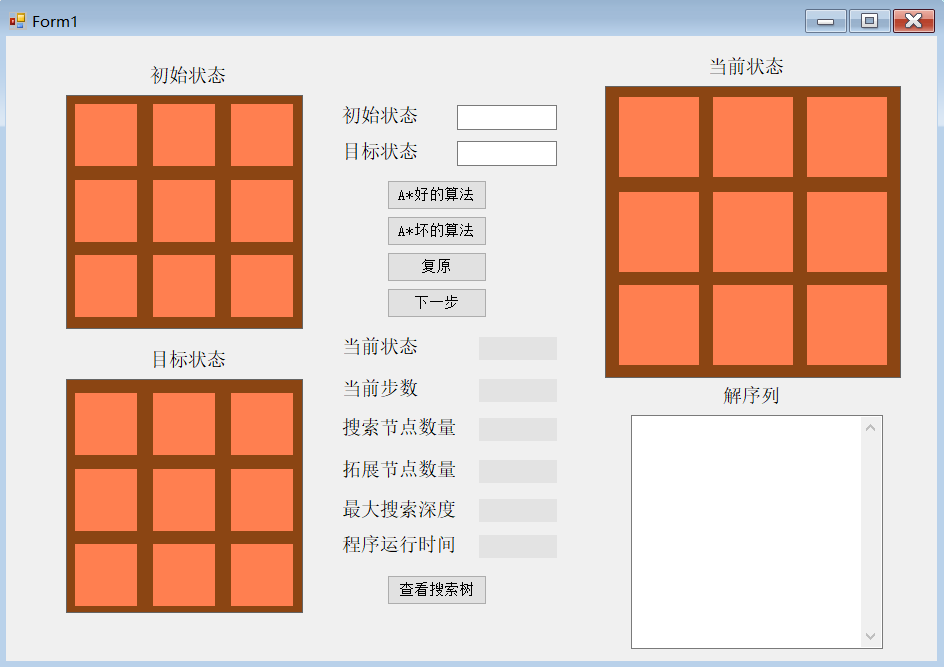 Form1
初始状态
目标状态
初始状态
目标状态
A*好的算法
A*坏的算法
复原
下一步
当前状态
当前步数
搜索节点数量
拓展节点数量
最大搜索深度
程序运行时间
查看搜索树
当前状态
解序列